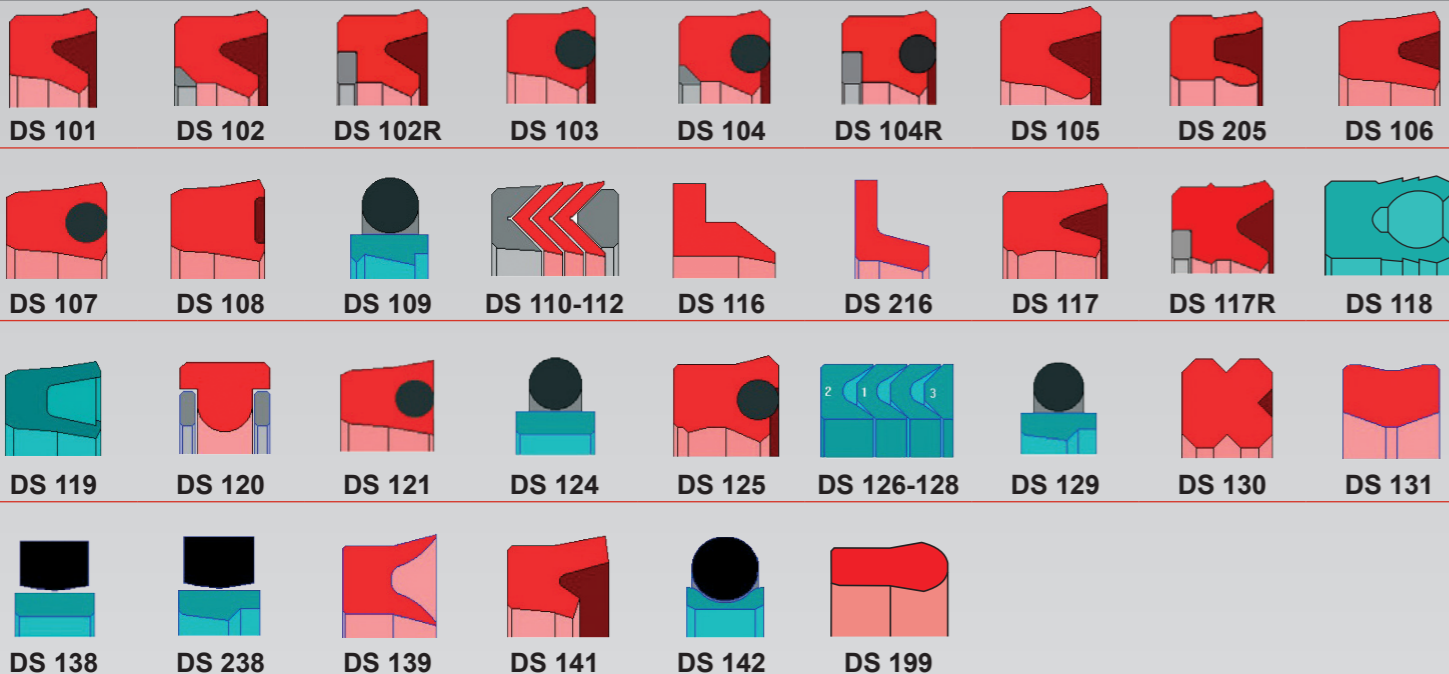 DS 101 DS 102 DS 102R DS 103 DS 104 DS 104R DS 105 DS 205 DS 106
DS 107 DS 108 DS 109 DS 110-112 DS 116 DS 216 DS 117 DS 117R DS 118
2 1 3
DS 119 DS 120 DS 121 DS 124 DS 125 DS 126-128 DS 129 DS 130 DS 131
DS 138 DS 238 DS 139 DS 141 DS 142 DS 199